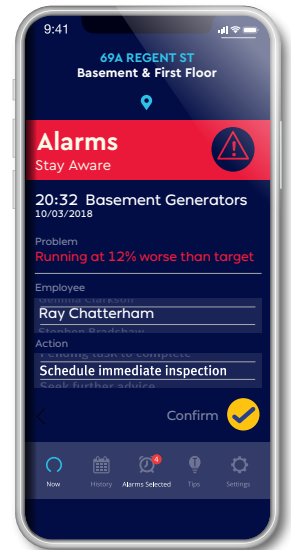 9:41
69A REGENT ST
Basement & First Floor
Alarms
Stay Aware
20:32 Basement Generators
10/03/2018
Problem
Running at 12% worse than target
Employee
Gemma Clarkson
Ray Chatterham
Stephen Bradshaw
Action
Pending task to complete
Schedule immediate inspection
Seek further advice
Confirm
4
Now History Alarms Selected Tips Settings